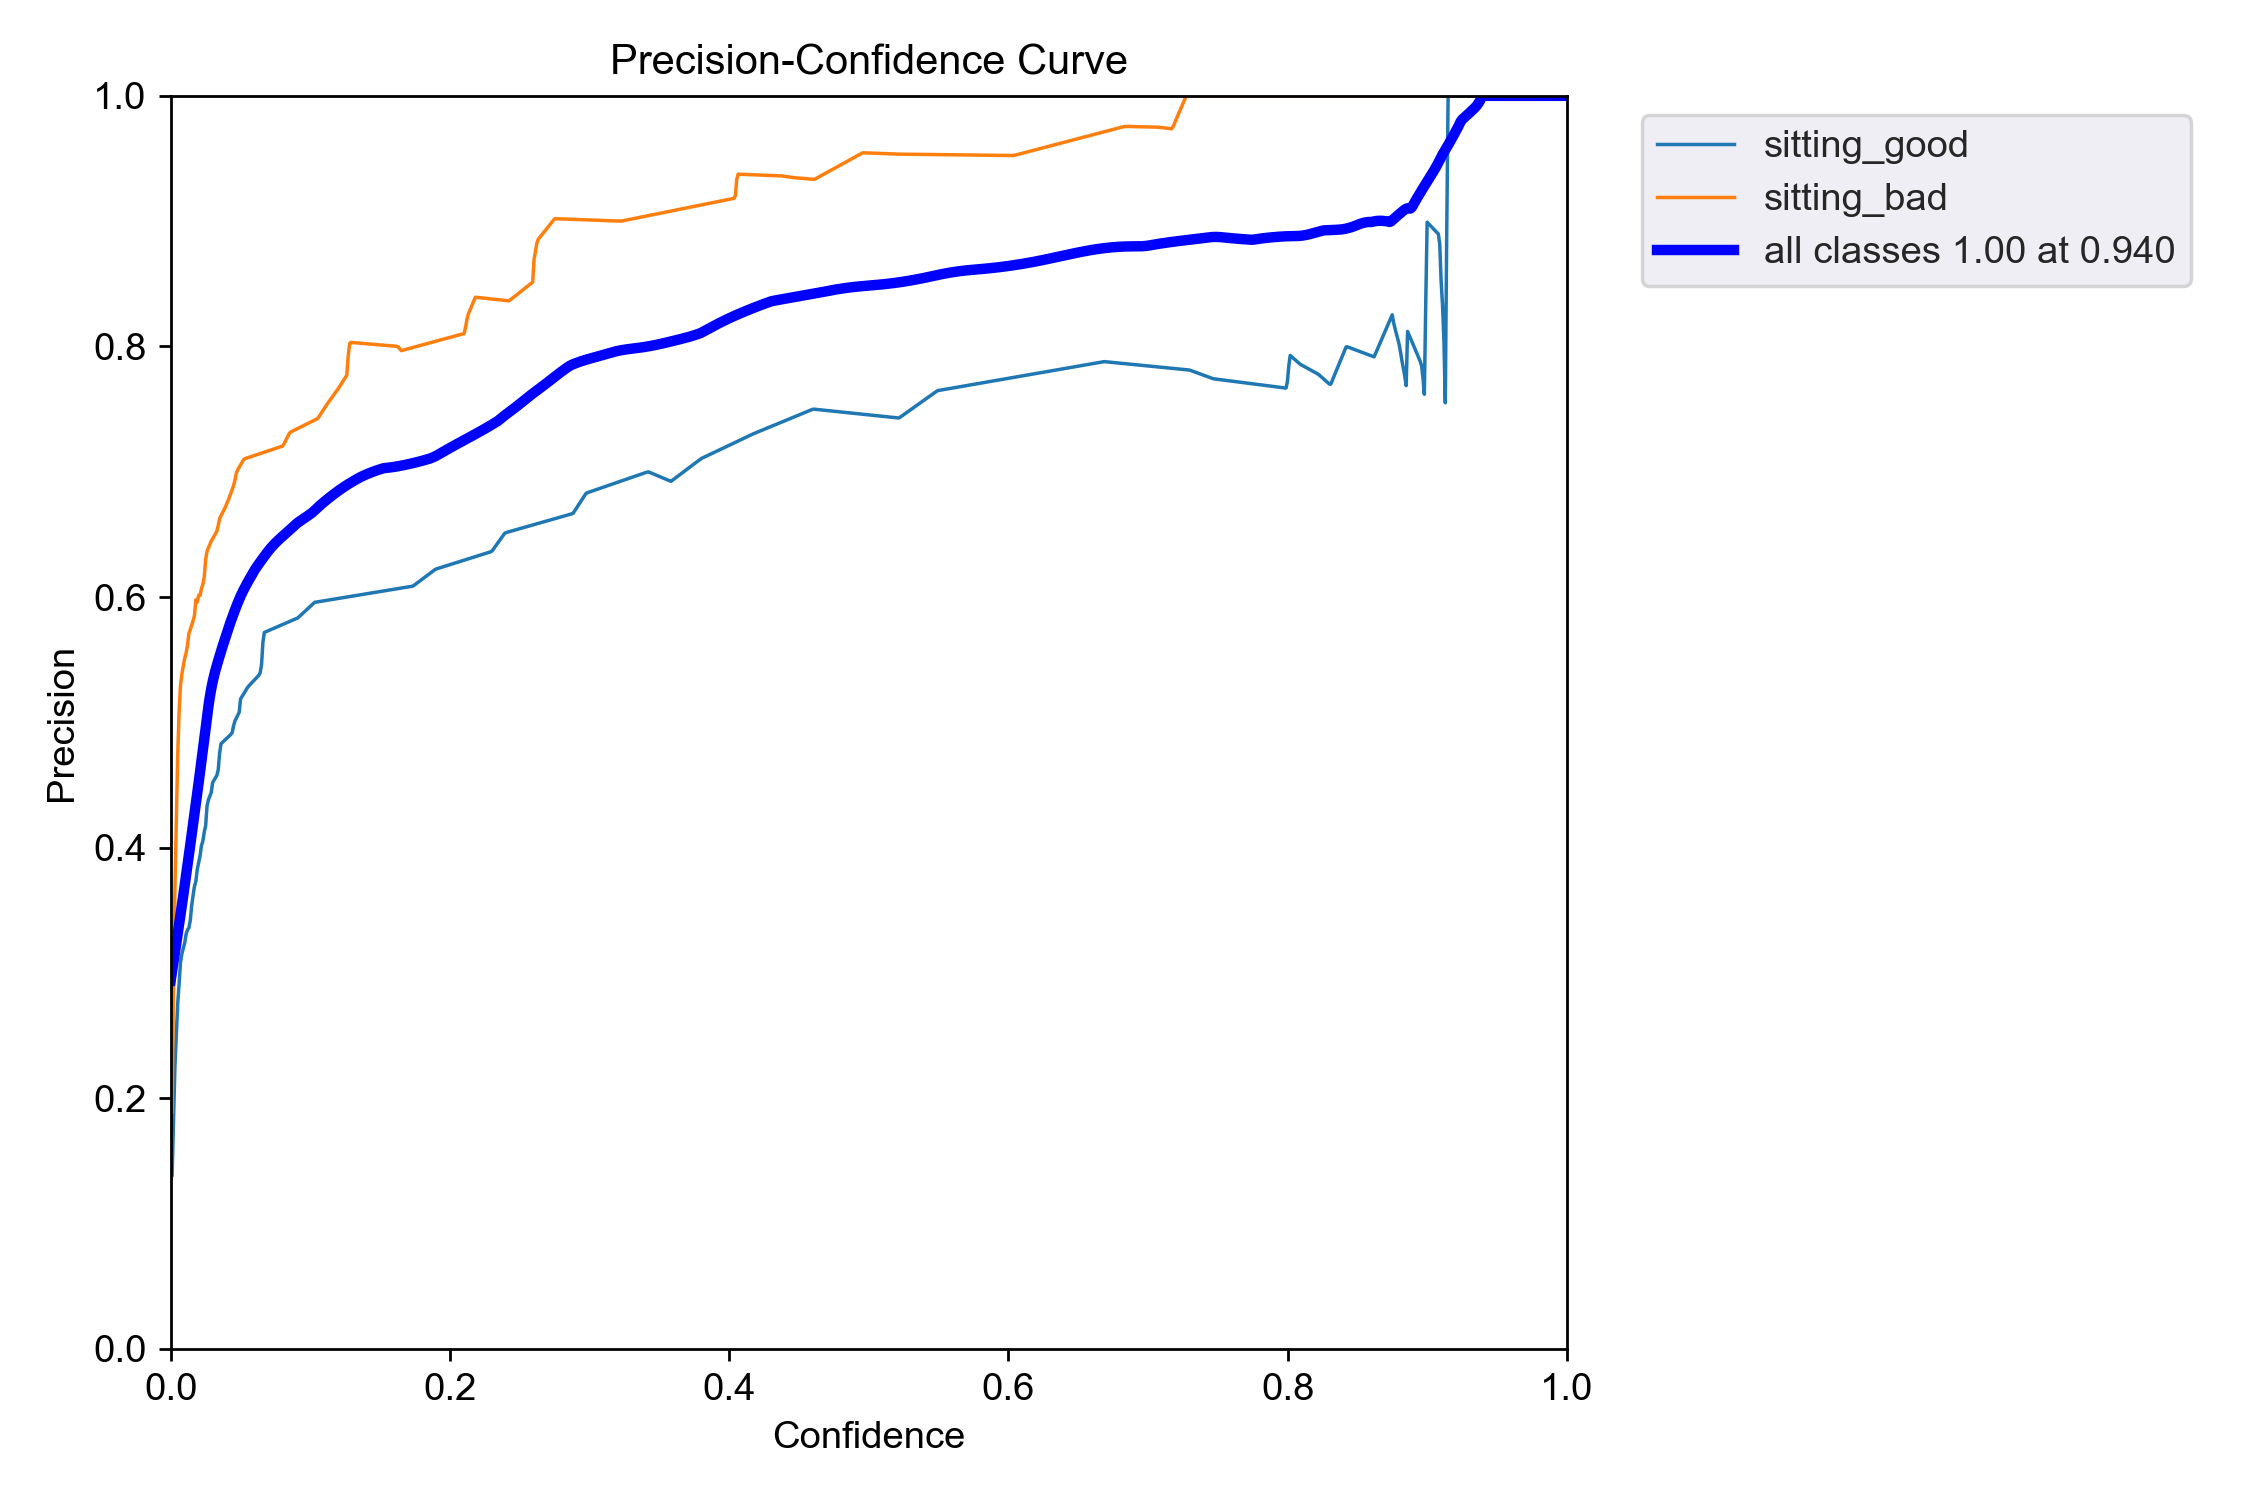 Precision-Confidence Curve
1.0
0.8
0.6
0.4
0.2
0.0
Precision
0.0 0.2 0.4 0.6 0.8 1.0
Confidence
sitting_good
sitting_bad
all classes 1.00 at 0.940